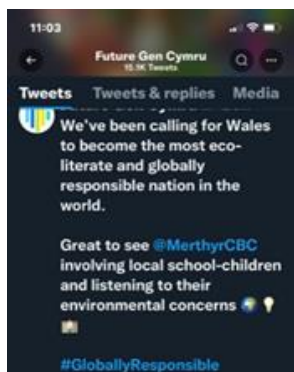 11:03
Future Gen Cymru
15.1K Tweets
Tweets Tweets & replies Media
We've been calling for Wales
to become the most eco-
literate and globally
responsible nation in the
world.
Great to see @MerthyrCBC
involving local school-children
and listening to their
environmental concerns 🌍💡
#GloballyResponsible